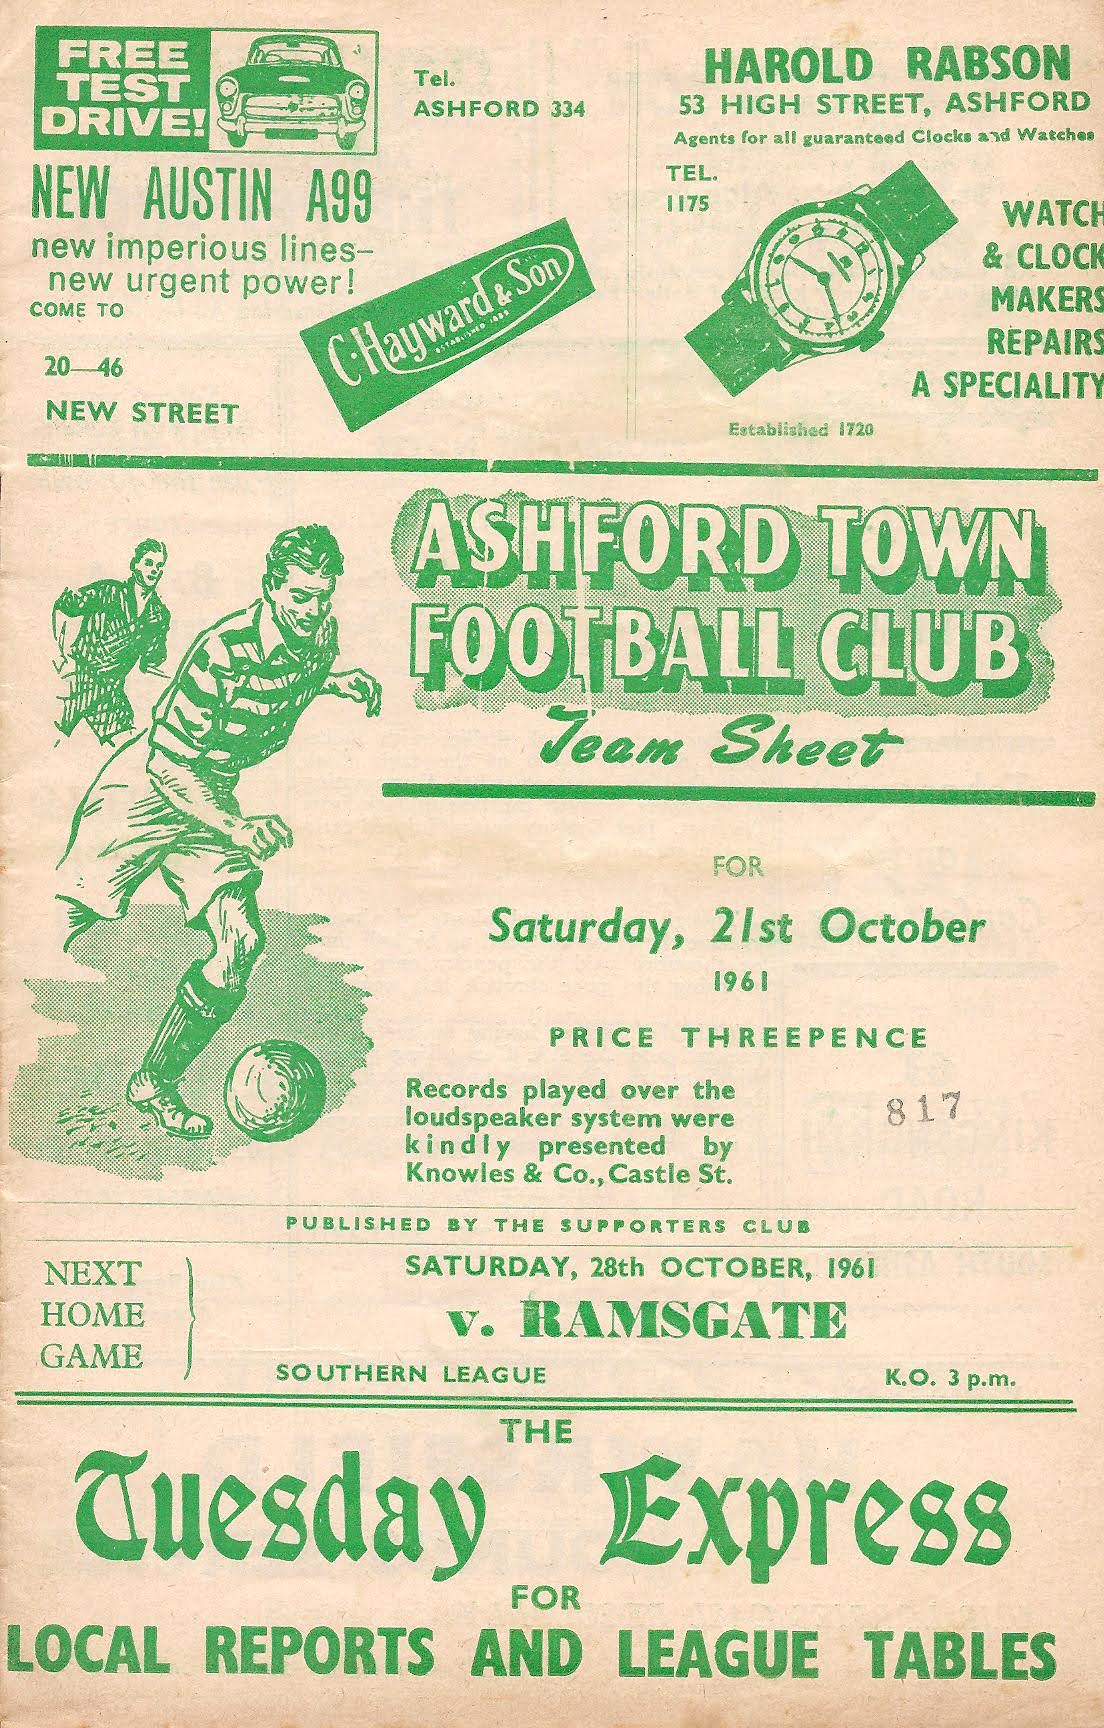 FREE
TEST
DRIVE!
NEW AUSTIN A99
new imperious lines–
new urgent power!
COME TO
20—46
NEW STREET
Tel.
ASHFORD 334
C. Hayward & Son
ESTABLISHED
HAROLD RABSON
53 HIGH STREET, ASHFORD
Agents for all guaranteed Clocks and Watches
TEL.
1175
WATCH
& CLOCK
MAKERS
REPAIRS
A SPECIALITY
Established 1720
ASHFORD TOWN
FOOTBALL CLUB
Team Sheet
FOR
Saturday, 21st October
1961
PRICE THREEPENCE
Records played over the
loudspeaker system were
kindly presented by
Knowles & Co., Castle St.
817
PUBLISHED BY THE SUPPORTERS CLUB
NEXT
HOME
GAME
SATURDAY, 28th OCTOBER, 1961
v. RAMSGATE
SOUTHERN LEAGUE
K.O. 3 p.m.
THE
Tuesday Express
FOR
LOCAL REPORTS AND LEAGUE TABLES